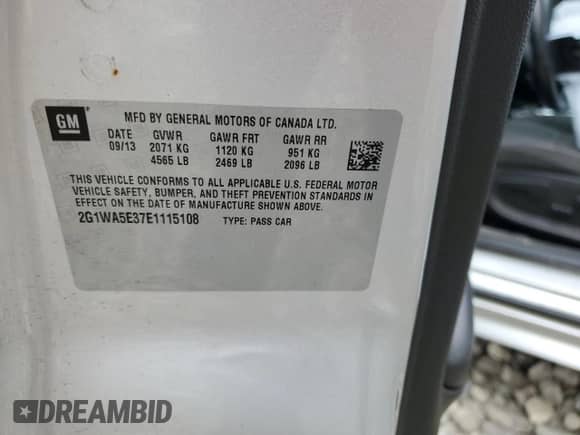 GM
MFD BY GENERAL MOTORS OF CANADA LTD.
DATE GVWR GAWR FRT GAWR RR
09/13 2071 KG 1120 KG 951 KG
4565 LB 2469 LB 2096 LB
THIS VEHICLE CONFORMS TO ALL APPLICABLE U.S. FEDERAL MOTOR
VEHICLE SAFETY, BUMPER, AND THEFT PREVENTION STANDARDS IN
EFFECT ON THE DATE OF MANUFACTURE SHOWN ABOVE.
2G1WA5E37E1115108 TYPE: PASS CAR
DREAMBID